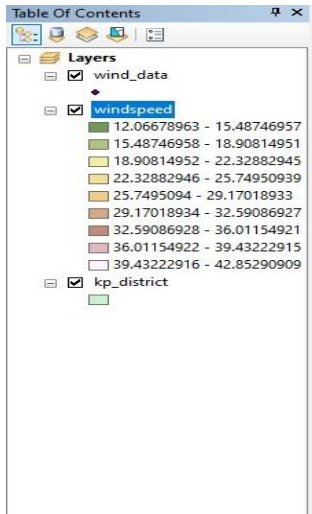 Table Of Contents
Layers
wind_data
windspeed
12.06678963 - 15.48746957
15.48746958 - 18.90814951
18.90814952 - 22.32882945
22.32882946 - 25.74950939
25.7495094 - 29.17018933
29.17018934 - 32.59086927
32.59086928 - 36.01154921
36.01154922 - 39.43222915
39.43222916 - 42.85290909
kp_district